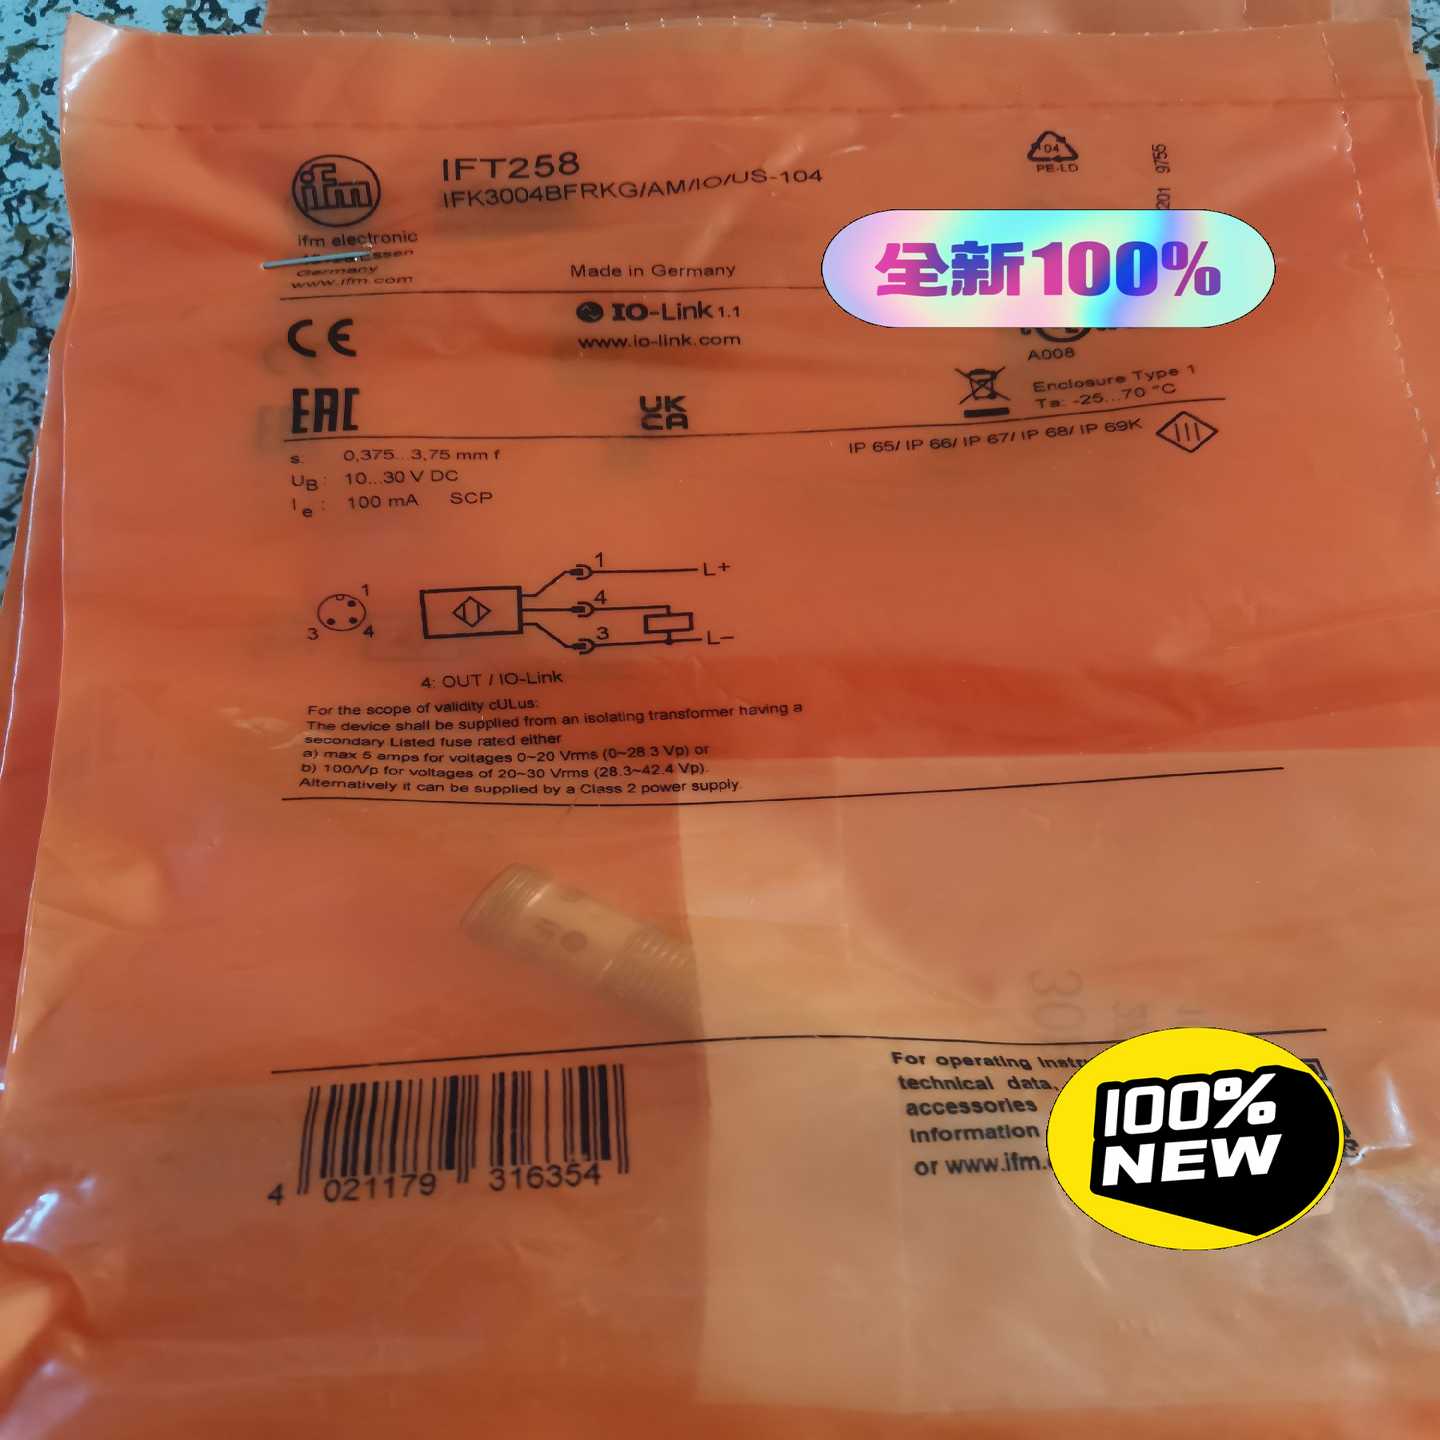 ifm
ifm electronic
Essen
Germany
www.ifm.com
IFT258
IFK3004BFRKG/AM/IO/US-104
Made in Germany
04
PE-LD
201 9755
全新100%
CE
IO-Link 1.1
www.io-link.com
A008
Enclosure Type 1
Ta: -25...70 °C
EAC
UK
CA
IP 65/ IP 66/ IP 67/ IP 68/ IP 69K
s: 0,375...3,75 mm f
UB: 10...30 V DC
Ie: 100 mA SCP
1
3
4
1
L+
4
3
L-
4: OUT / IO-Link
For the scope of validity cULus:
The device shall be supplied from an isolating transformer having a
secondary Listed fuse rated either
a) max 5 amps for voltages 0~20 Vrms (0~28.3 Vp) or
b) 100/Vp for voltages of 20~30 Vrms (28.3~42.4 Vp).
Alternatively it can be supplied by a Class 2 power supply.
30
For operating
technical data,
accessories
information
or www.ifm.
100%
NEW
4 021179 316354